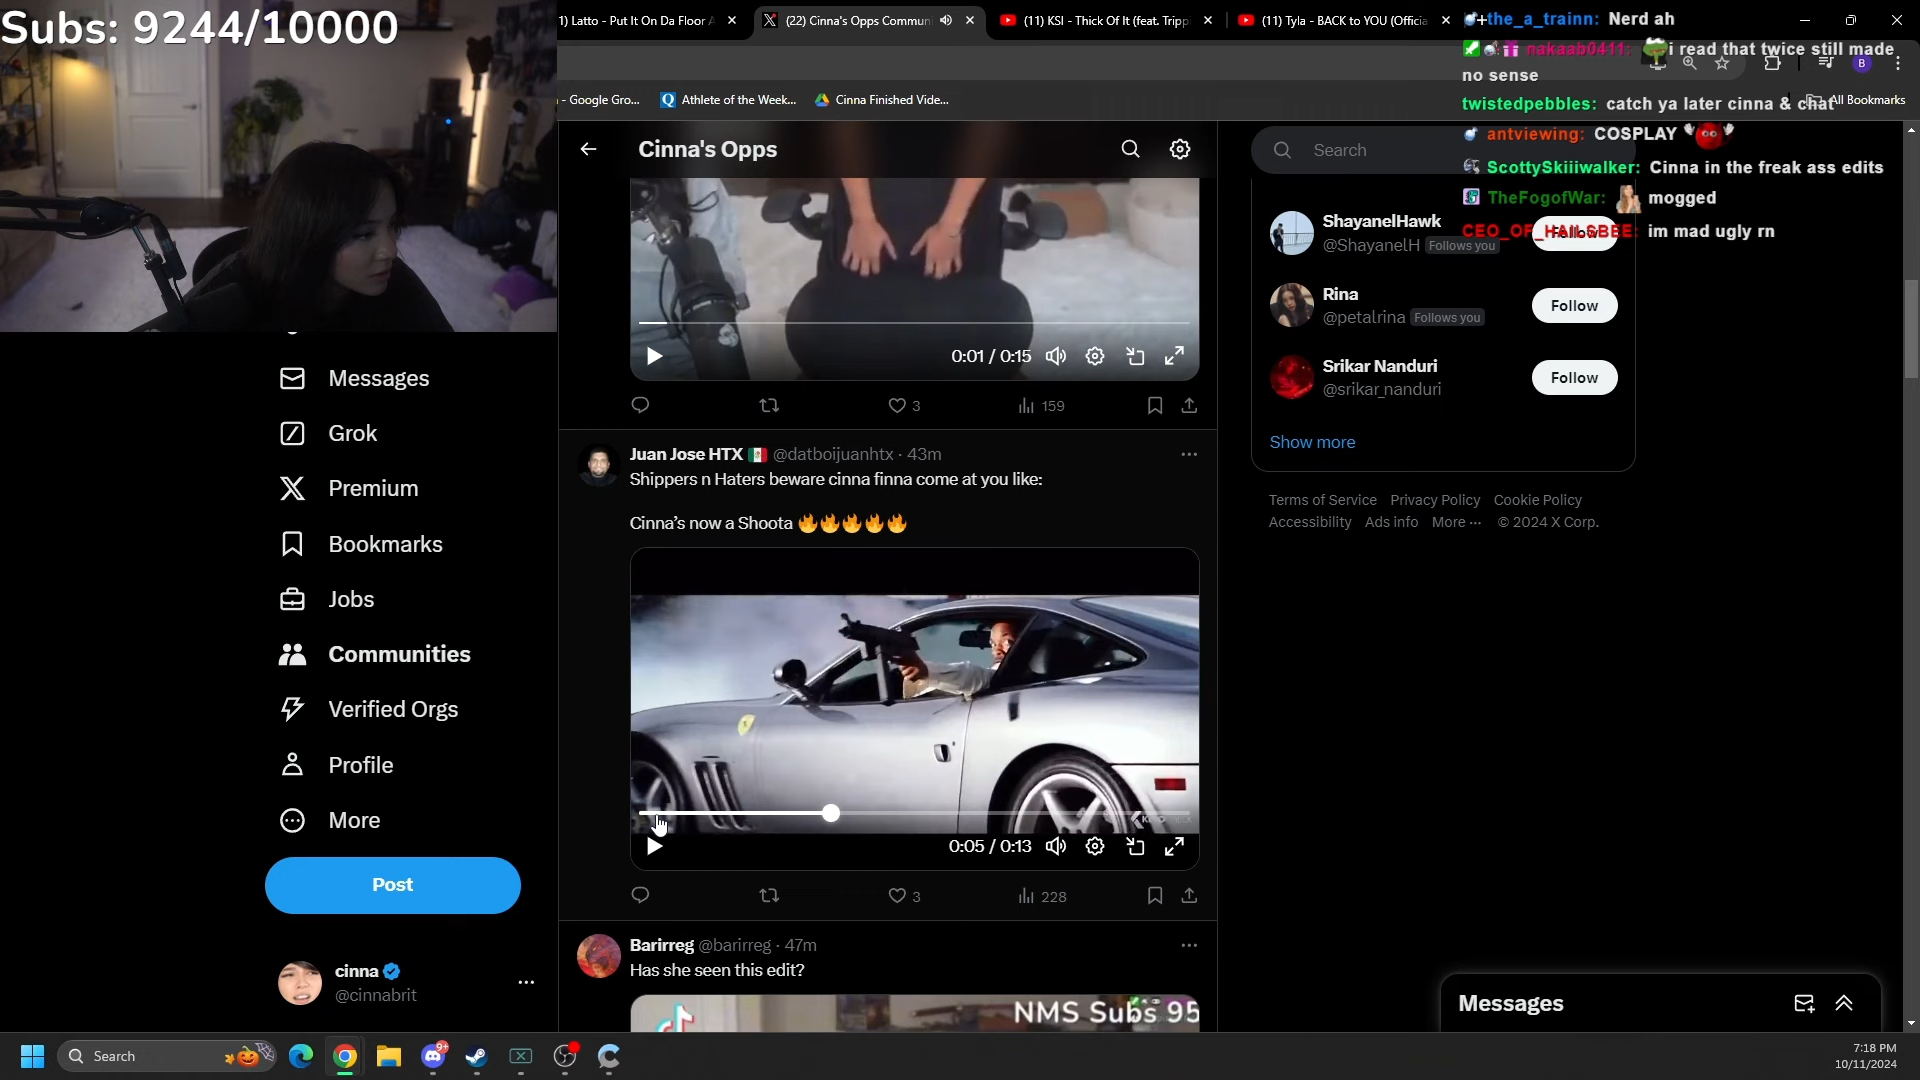 Subs: 9244/10000
) Latto - Put It On Da Floor A
(22) Cinna's Opps Commun
(11) KSI - Thick Of It (feat. Tripp
(11) Tyla - BACK to YOU (Officia
the_a_trainn: Nerd ah
nakaab0411: i read that twice still made
no sense
B
- Google Gro...
Athlete of the Week...
Cinna Finished Vide...
All Bookmarks
twistedpebbles: catch ya later cinna & chat
antviewing: COSPLAY
ScottySkiiiwalker: Cinna in the freak ass edits
TheFogofWar: mogged
CEO_OF_HAILSBEE: im mad ugly rn
Cinna's Opps
Search
ShayanelHawk
@ShayanelH Follows you
Follow
Rina
@petalrina Follows you
Follow
Srikar Nanduri
@srikar_nanduri
Follow
Show more
Terms of Service Privacy Policy Cookie Policy
Accessibility Ads info More ··· © 2024 X Corp.
0:01 / 0:15
3
159
Messages
Grok
Premium
Bookmarks
Jobs
Communities
Verified Orgs
Profile
More
Post
cinna
@cinnabrit
Juan Jose HTX 🇲🇽 @datboijuanhtx · 43m
Shippers n Haters beware cinna finna come at you like:
Cinna’s now a Shoota 🔥🔥🔥🔥🔥
0:05 / 0:13
3
228
Barirreg @barirreg · 47m
Has she seen this edit?
NMS Subs 95
Messages
Search
9+
7:18 PM
10/11/2024